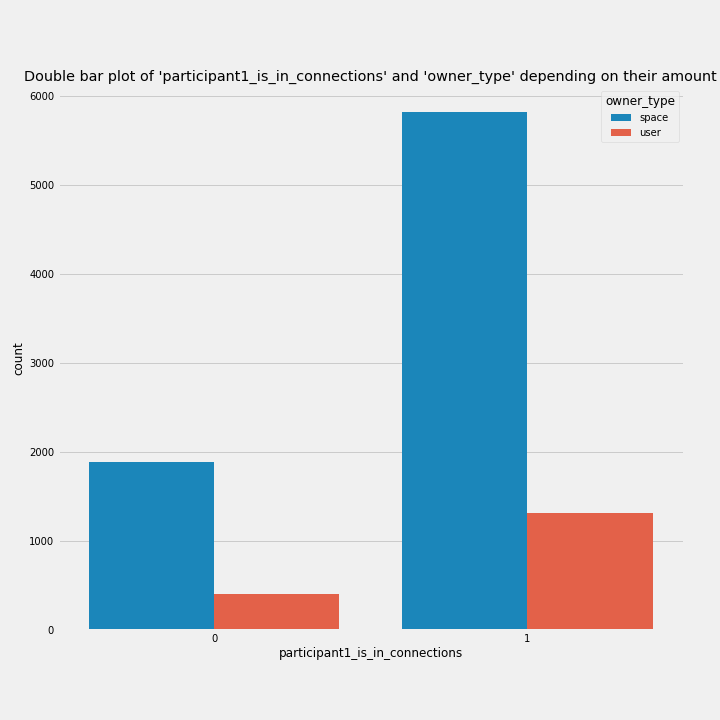 Double bar plot of 'participant1_is_in_connections' and 'owner_type' depending on their amount
6000
owner_type
space
user
5000
4000
3000
count
2000
1000
0
0 1
participant1_is_in_connections